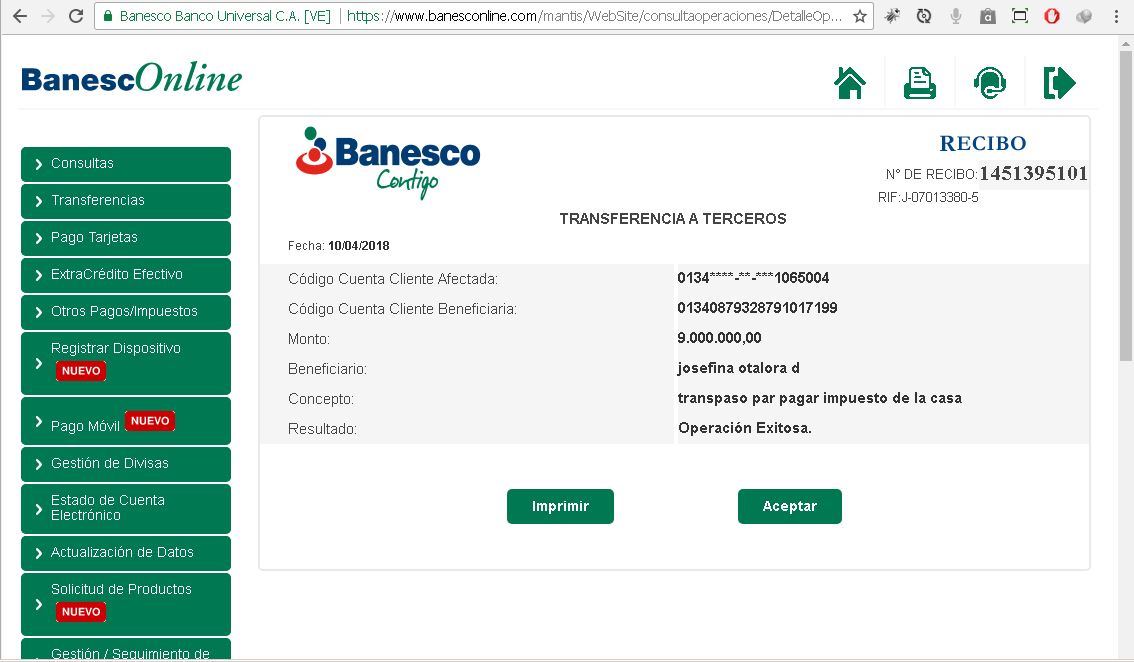 Banesco Banco Universal C.A. [VE] https://www.banesconline.com/mantis/WebSite/consultaoperaciones/DetalleOp...
BanescOnline
Consultas
Transferencias
Pago Tarjetas
ExtraCrédito Efectivo
Otros Pagos/Impuestos
Registrar Dispositivo
NUEVO
Pago Móvil NUEVO
Gestión de Divisas
Estado de Cuenta
Electrónico
Actualización de Datos
Solicitud de Productos
NUEVO
Gestión / Seguimiento de
Banesco
Contigo
RECIBO
N° DE RECIBO: 1451395101
RIF:J-07013380-5
TRANSFERENCIA A TERCEROS
Fecha: 10/04/2018
Código Cuenta Cliente Afectada: 0134****-**-***1065004
Código Cuenta Cliente Beneficiaria: 01340879328791017199
Monto: 9.000.000,00
Beneficiario: josefina otalora d
Concepto: transpaso par pagar impuesto de la casa
Resultado: Operación Exitosa.
Imprimir Aceptar